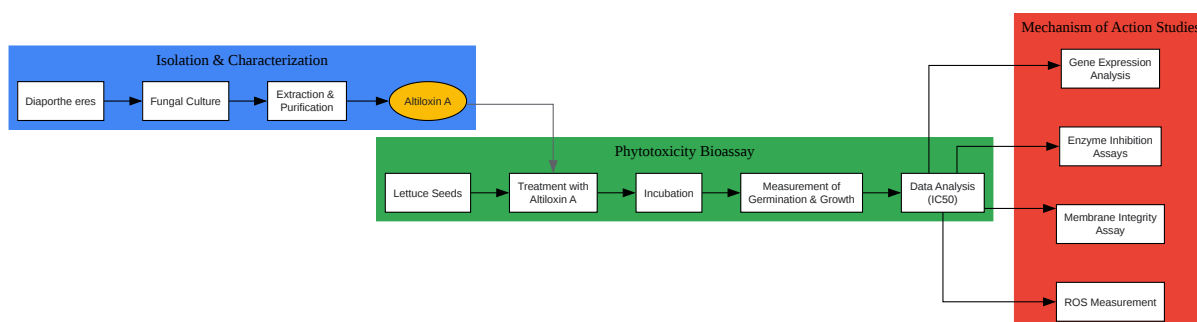 Isolation & Characterization
Diaporthe eres
Fungal Culture
Extraction &
Purification
Altiloxin A
Phytotoxicity Bioassay
Lettuce Seeds
Treatment with
Altiloxin A
Incubation
Measurement of
Germination & Growth
Data Analysis
(IC50)
Mechanism of Action Studies
Gene Expression
Analysis
Enzyme Inhibition
Assays
Membrane Integrity
Assay
ROS Measurement